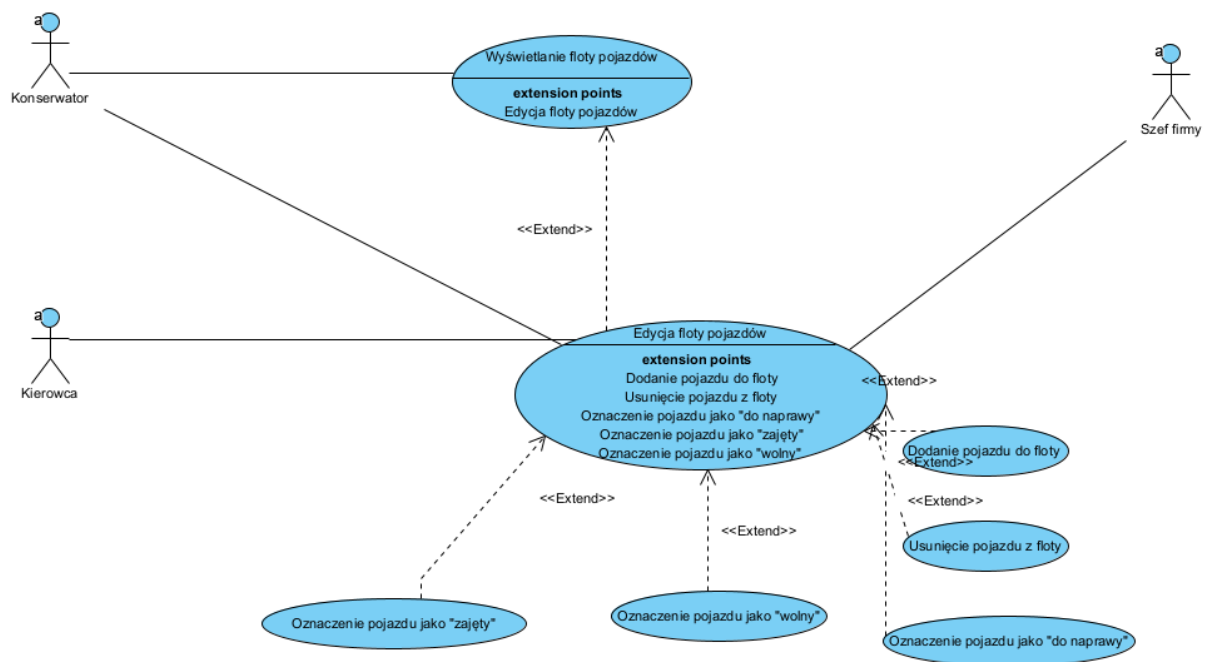 a
Konserwator
Wyświetlanie floty pojazdów
extension points
Edycja floty pojazdów
a
Szef firmy
<<Extend>>
a
Kierowca
Edycja floty pojazdów
extension points
Dodanie pojazdu do floty
Usunięcie pojazdu z floty
Oznaczenie pojazdu jako "do naprawy"
Oznaczenie pojazdu jako "zajęty"
Oznaczenie pojazdu jako "wolny"
<<Extend>>
Dodanie pojazdu do floty
<<Extend>>
<<Extend>>
<<Extend>>
<<Extend>>
Usunięcie pojazdu z floty
Oznaczenie pojazdu jako "zajęty"
Oznaczenie pojazdu jako "wolny"
Oznaczenie pojazdu jako "do naprawy"